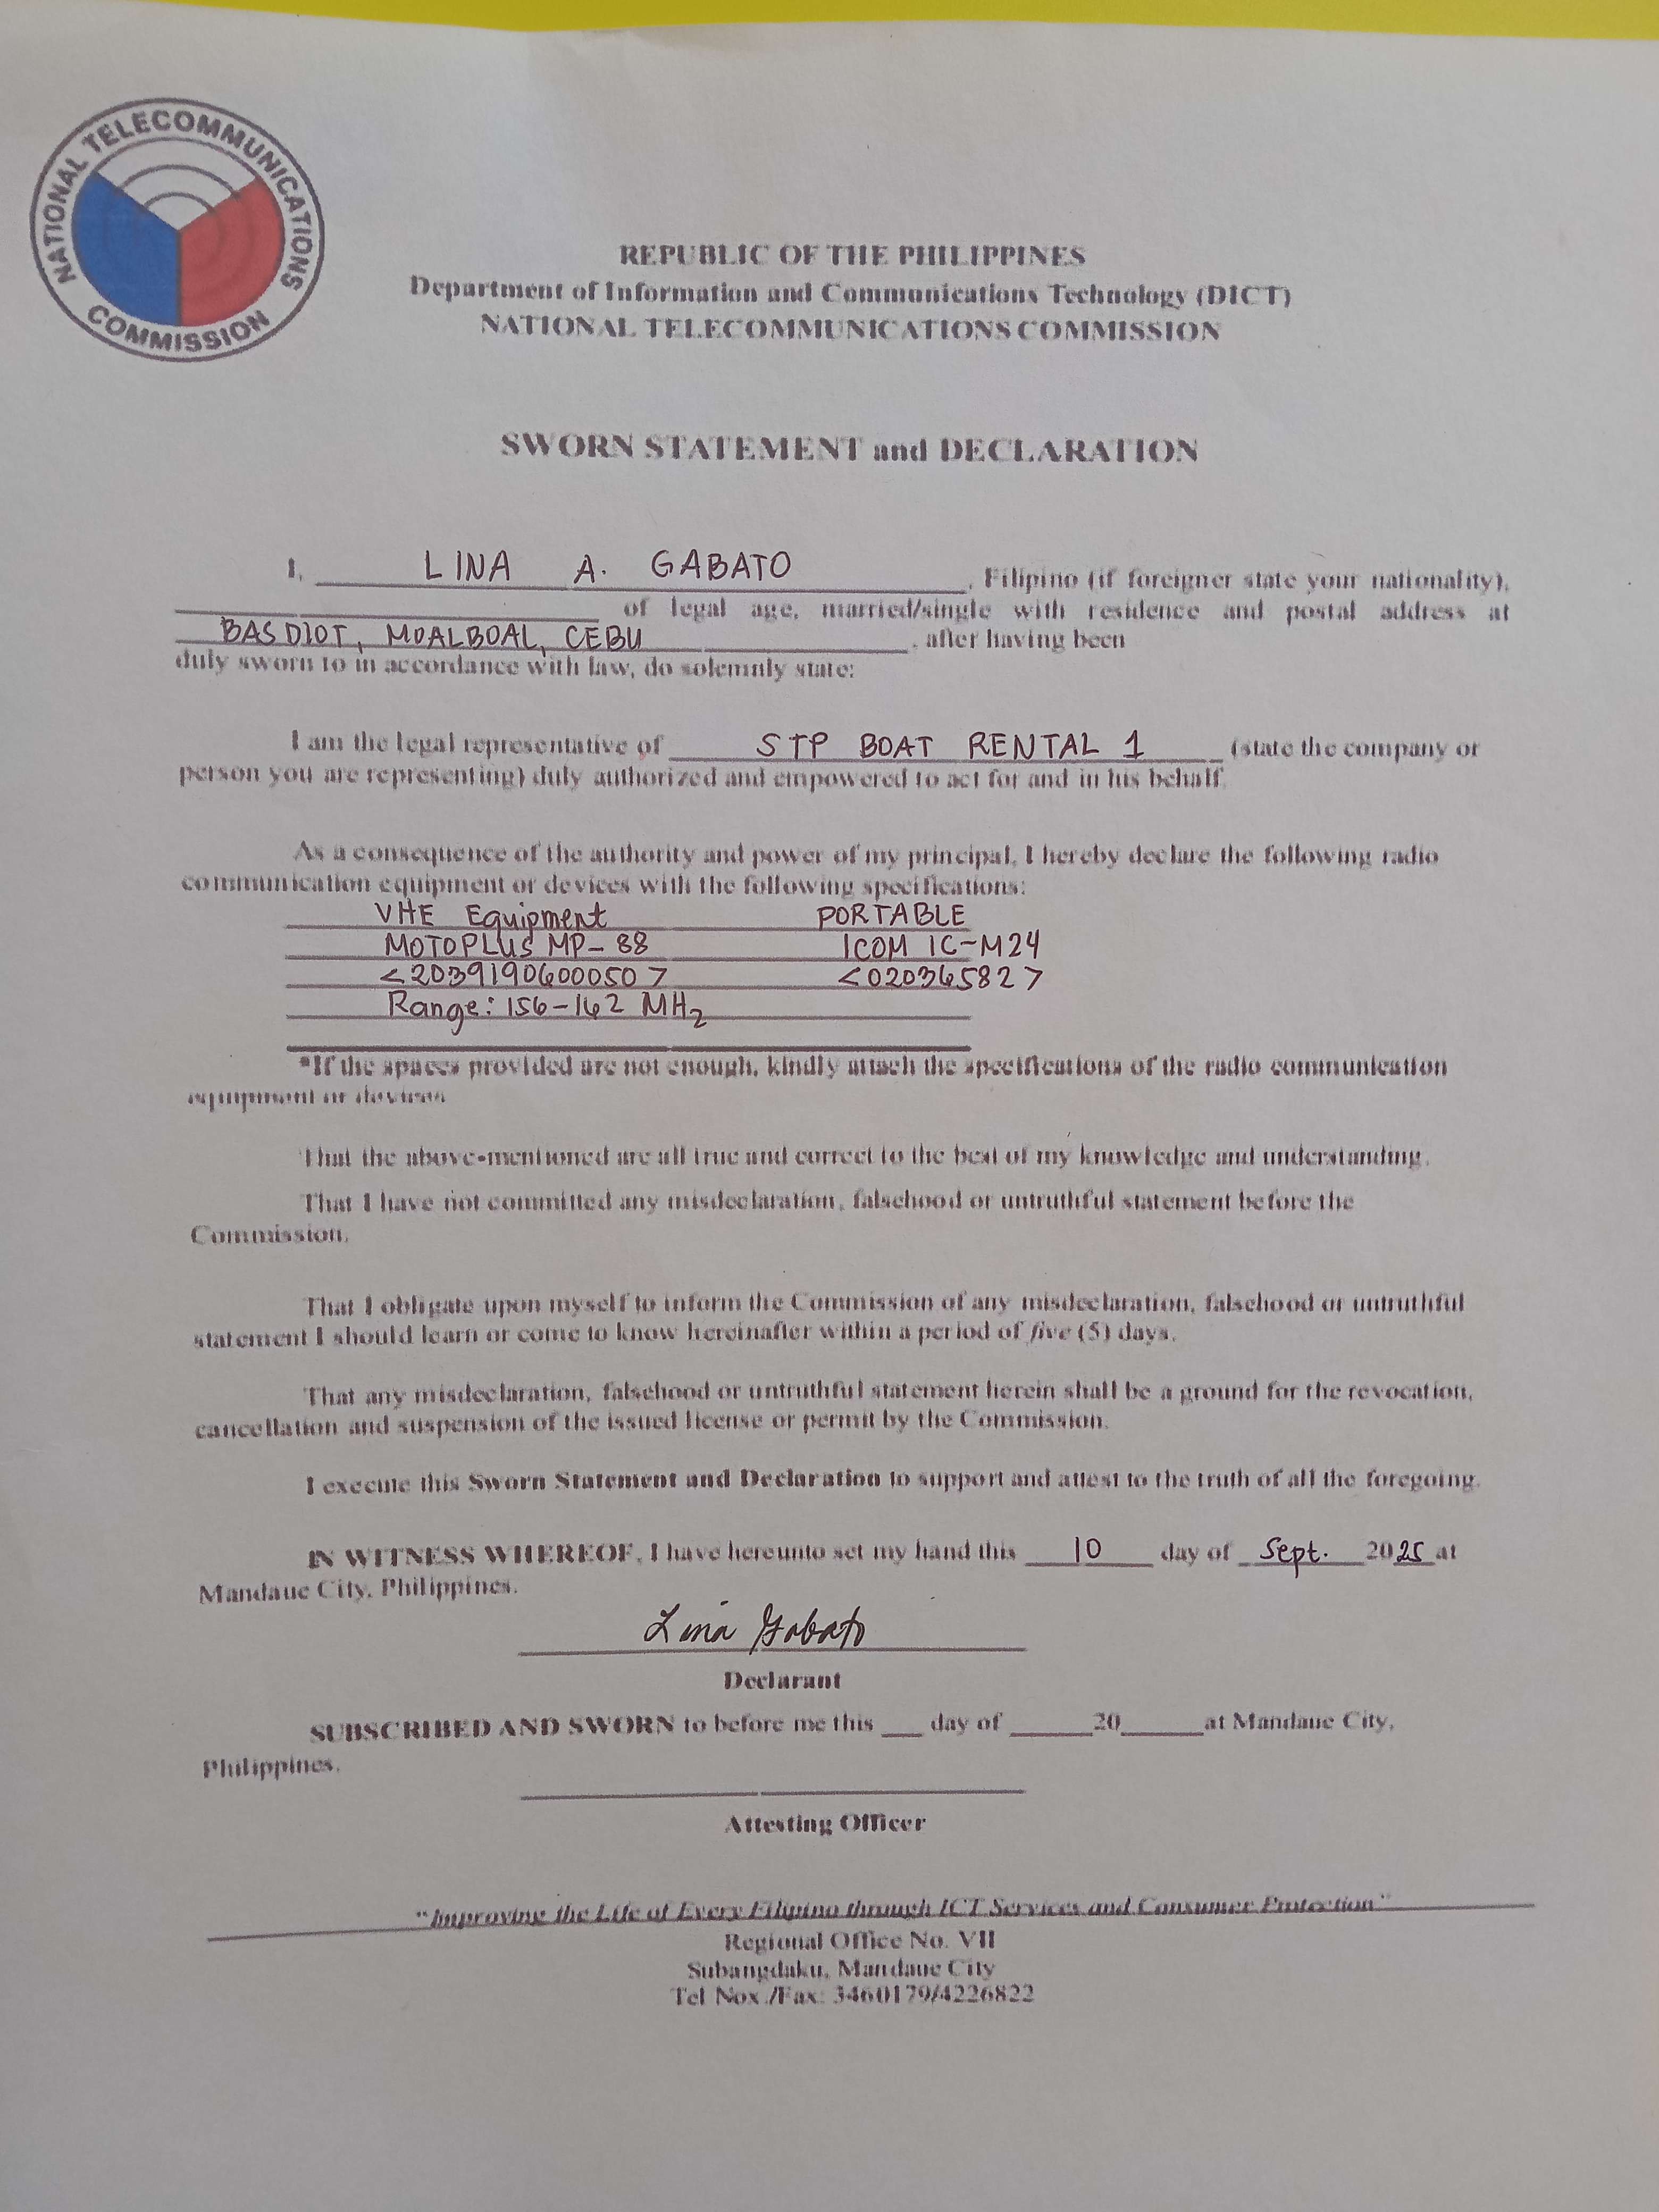 NATIONAL TELECOMMUNICATIONS COMMISSION
REPUBLIC OF THE PHILIPPINES
Department of Information and Communications Technology (DICT)
NATIONAL TELECOMMUNICATIONS COMMISSION
SWORN STATEMENT and DECLARATION
I, LINA A. GABATO, Filipino (if foreigner state your nationality),
of legal age, married/single with residence and postal address at
BASDIOT, MOALBOAL, CEBU, after having been
duly sworn to in accordance with law, do solemnly state:
I am the legal representative of STP BOAT RENTAL 1 (state the company or
person you are representing) duly authorized and empowered to act for and in his behalf.
As a consequence of the authority and power of my principal, I hereby declare the following radio
communication equipment or devices with the following specifications:
VHE Equipment PORTABLE
MOTOPLUS MP-88 ICOM IC-M24
<2039190600050> <020365827>
Range: 156-162 MHz
*If the spaces provided are not enough, kindly attach the specifications of the radio communication
equipment or devices
That the above-mentioned are all true and correct to the best of my knowledge and understanding.
That I have not committed any misdeclaration, falsehood or untruthful statement before the
Commission.
That I obligate upon myself to inform the Commission of any misdeclaration, falsehood or untruthful
statement I should learn or come to know hereinafter within a period of five (5) days.
That any misdeclaration, falsehood or untruthful statement herein shall be a ground for the revocation,
cancellation and suspension of the issued license or permit by the Commission.
I execute this Sworn Statement and Declaration to support and attest to the truth of all the foregoing.
IN WITNESS WHEREOF, I have hereunto set my hand this 10 day of Sept. 2025 at
Mandaue City, Philippines.
Lina Gabato
Declarant
SUBSCRIBED AND SWORN to before me this ___ day of ______20______at Mandaue City,
Philippines.
Attesting Officer
"Improving the Life of Every Filipino through ICT Services and Consumer Protection"
Regional Office No. VII
Subangdaku, Mandaue City
Tel Nox./Fax: 3460179/4226822